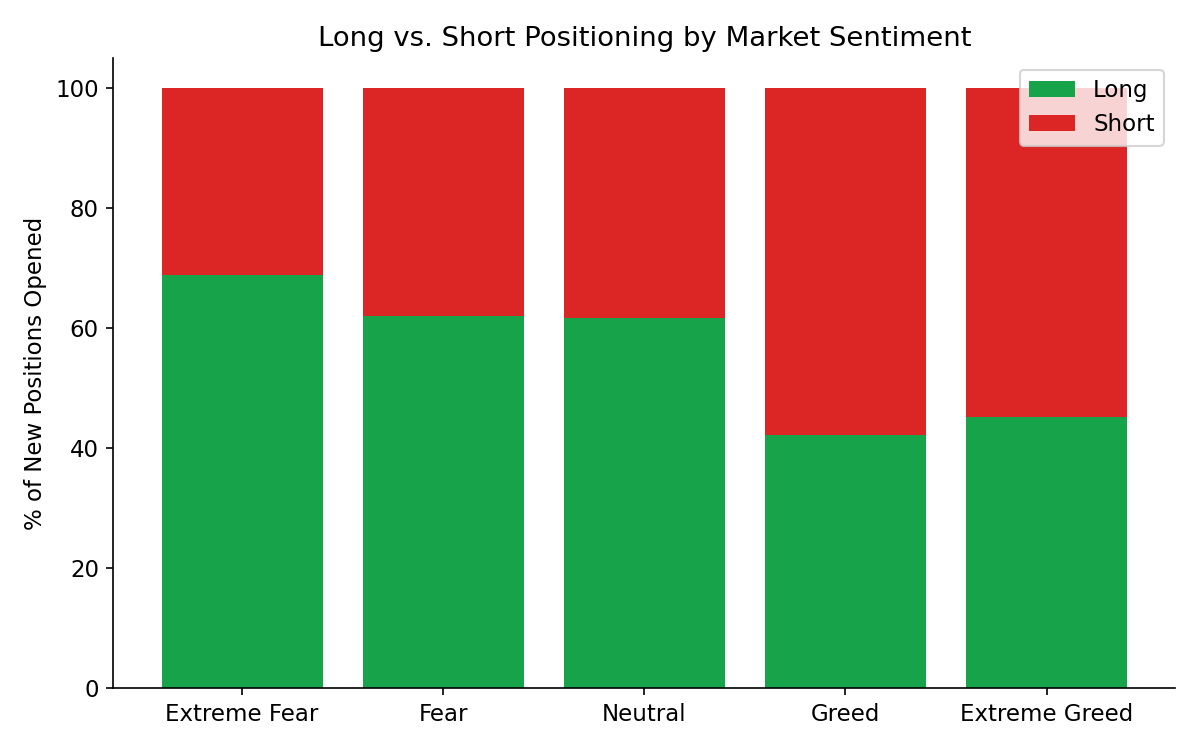 Long vs. Short Positioning by Market Sentiment
Long
Short
% of New Positions Opened
100
80
60
40
20
0
Extreme Fear
Fear
Neutral
Greed
Extreme Greed